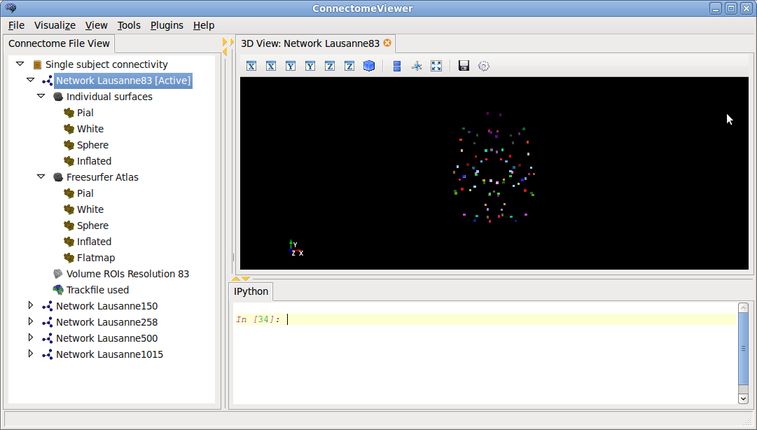 ConnectomeViewer
File Visualize View Tools Plugins Help
Connectome File View
3D View: Network Lausanne83
Single subject connectivity
Network Lausanne83 [Active]
Individual surfaces
Pial
White
Sphere
Inflated
Freesurfer Atlas
Pial
White
Sphere
Inflated
Flatmap
Volume ROIs Resolution 83
Trackfile used
Network Lausanne150
Network Lausanne258
Network Lausanne500
Network Lausanne1015
X X Y Y Z Z
Y
Z X
IPython
In [34]: